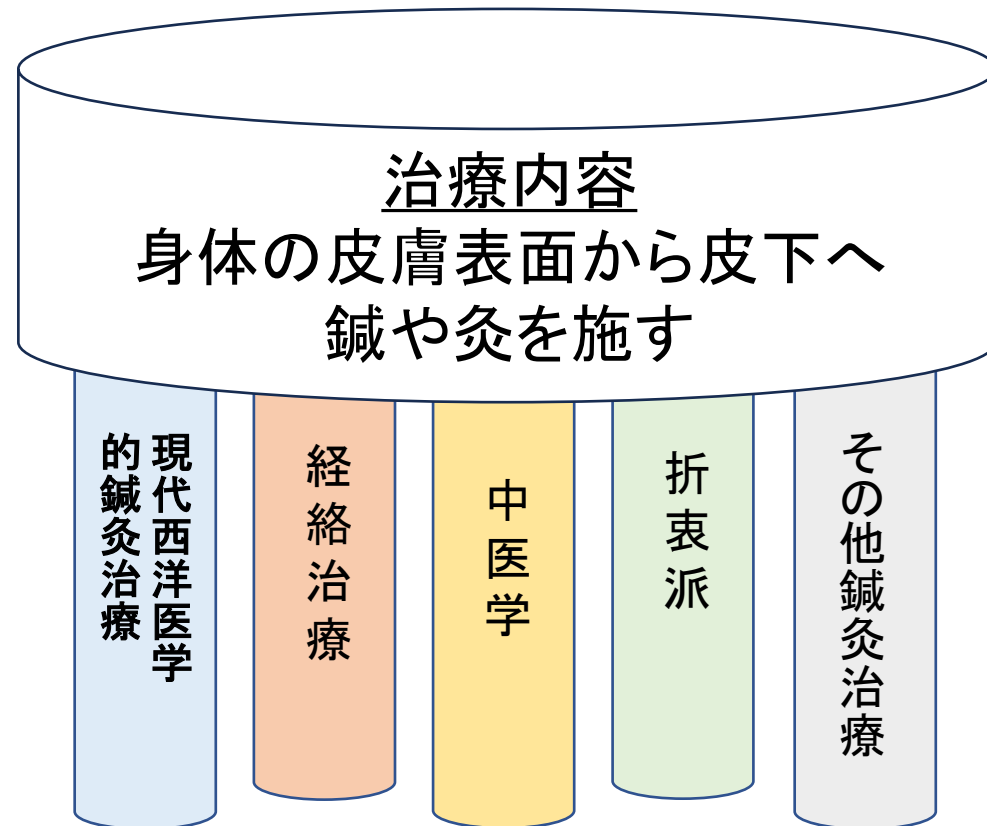 治療内容
身体の皮膚表面から皮下へ
鍼や灸を施す
現代西洋医学
的鍼灸治療
経絡治療
中医学
折衷派
その他鍼灸治療